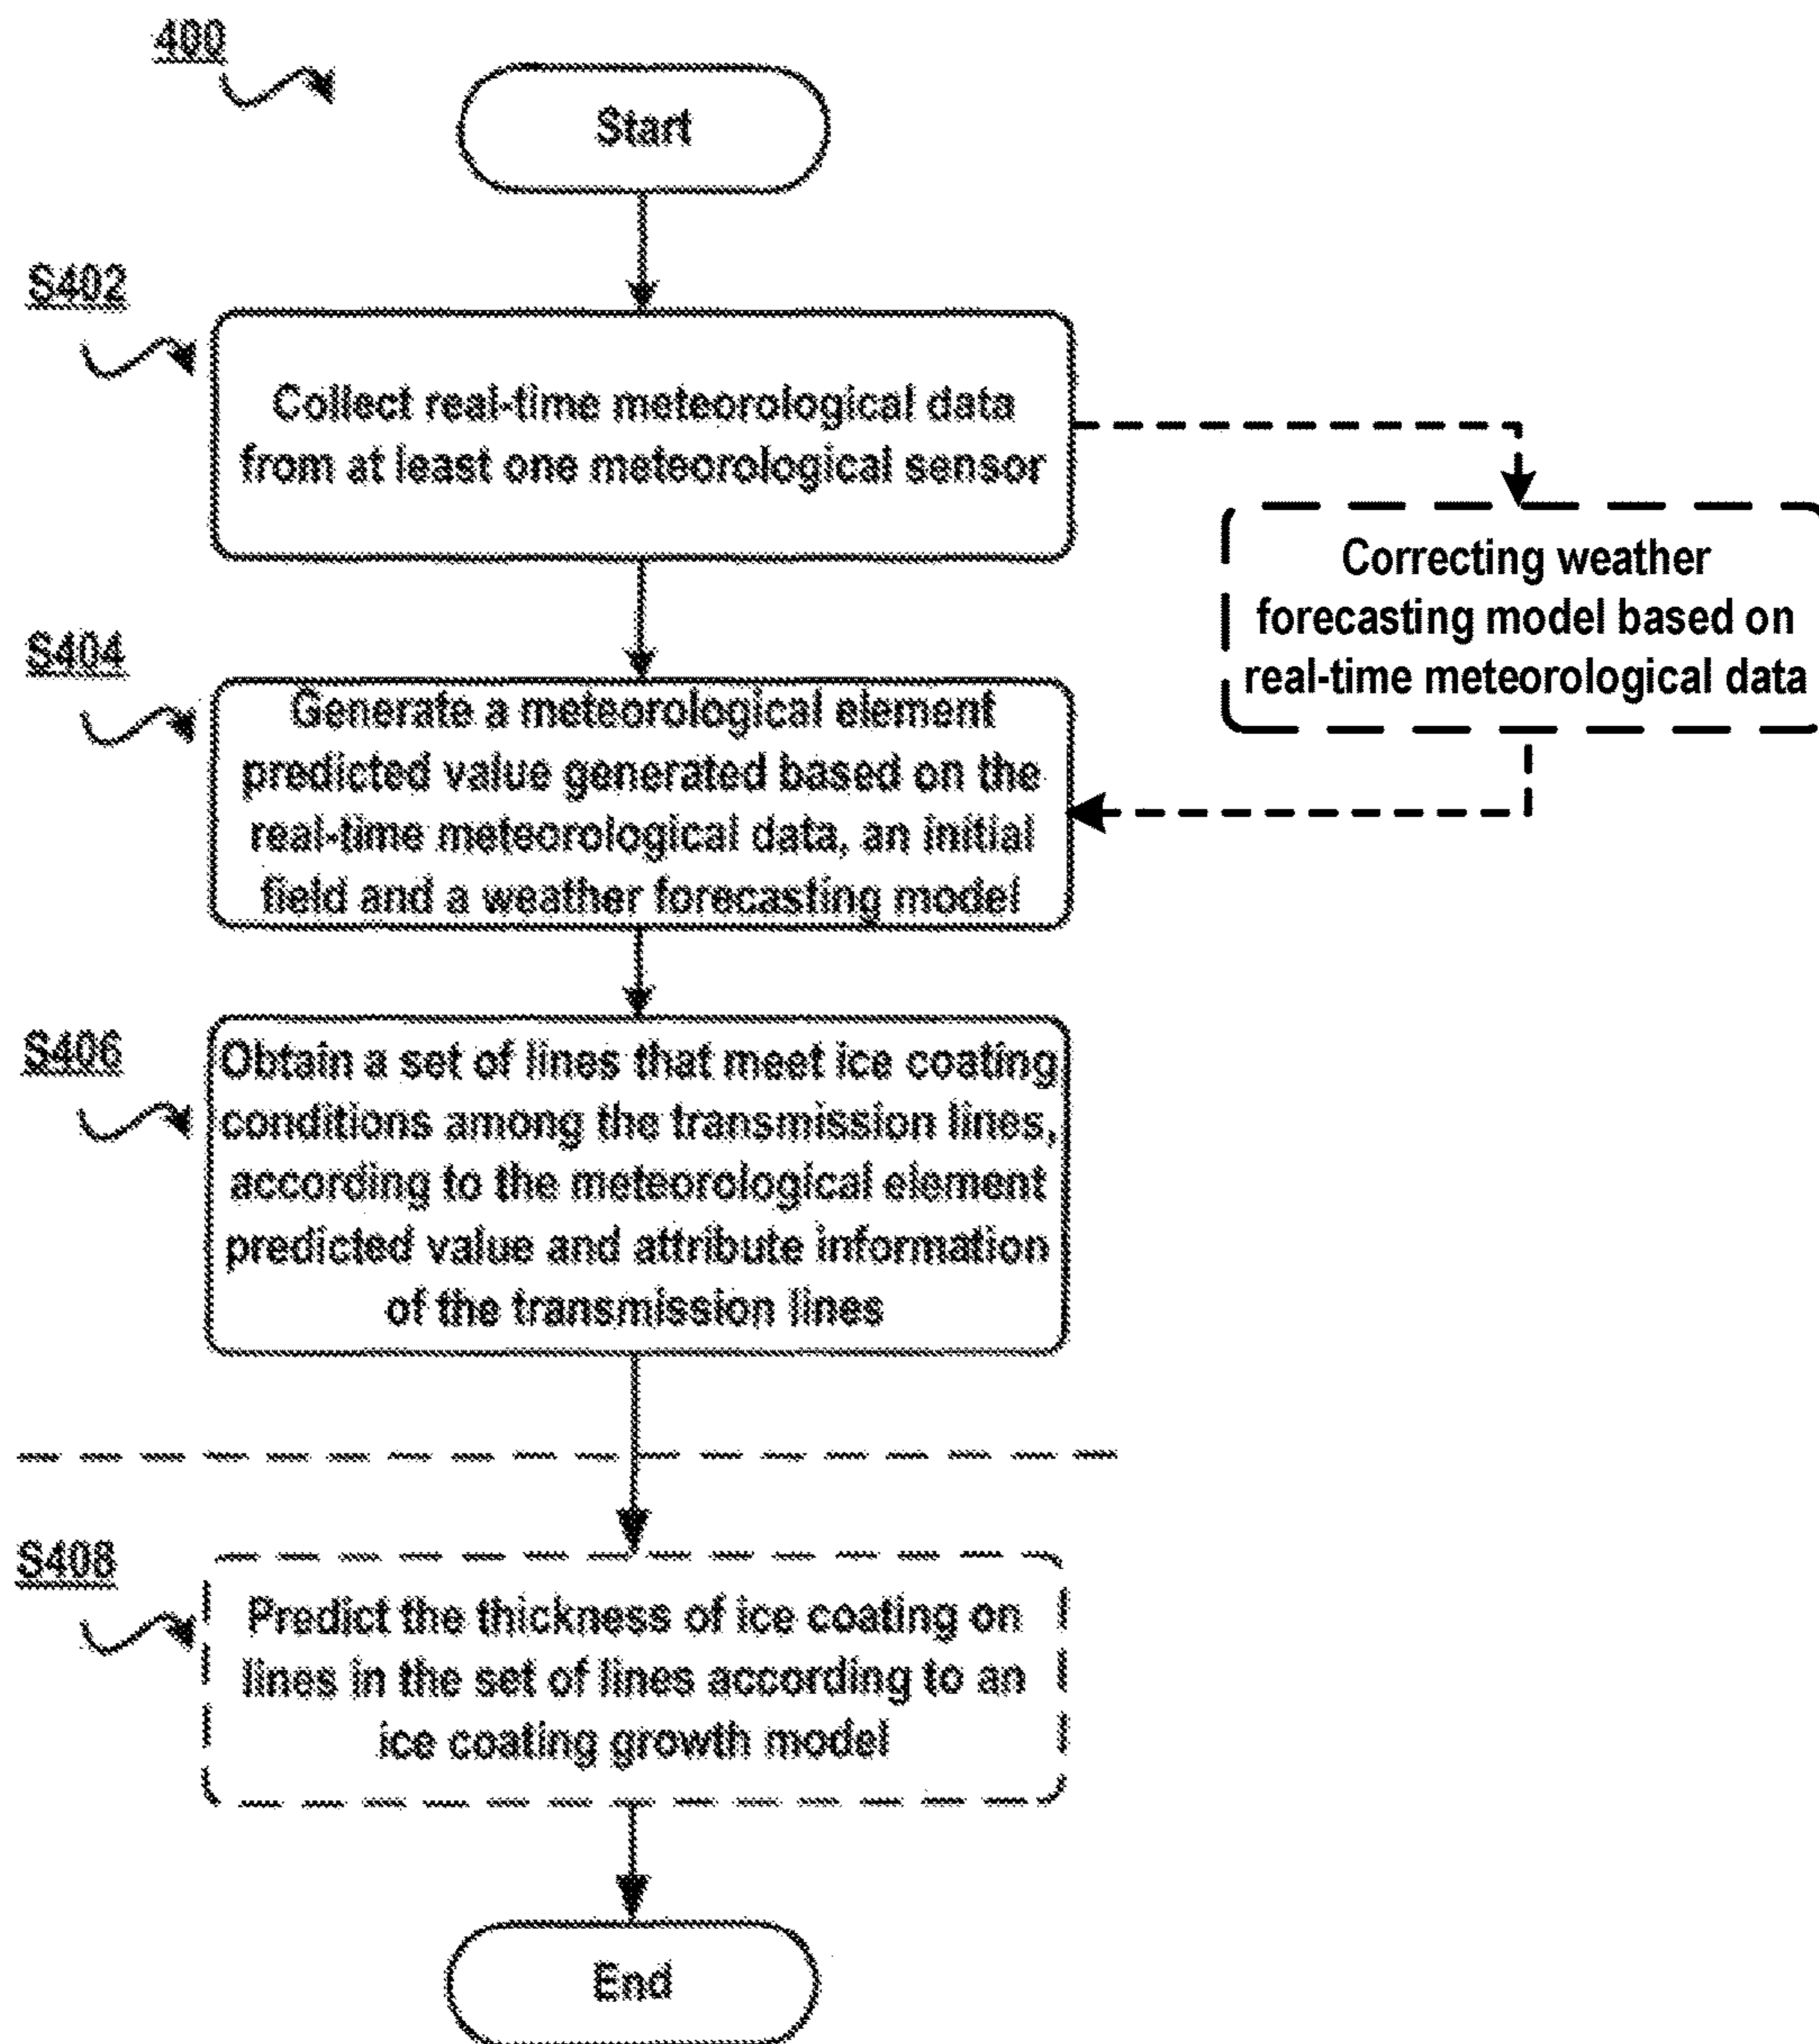 400
Start
S402
Collect real-time meteorological data
from at least one meteorological sensor
Correcting weather
forecasting model based on
real-time meteorological data
S404
Generate a meteorological element
predicted value generated based on the
real-time meteorological data, an initial
field and a weather forecasting model
S406
Obtain a set of lines that meet ice coating
conditions among the transmission lines,
according to the meteorological element
predicted value and attribute information
of the transmission lines
S408
Predict the thickness of ice coating on
lines in the set of lines according to an
ice coating growth model
End